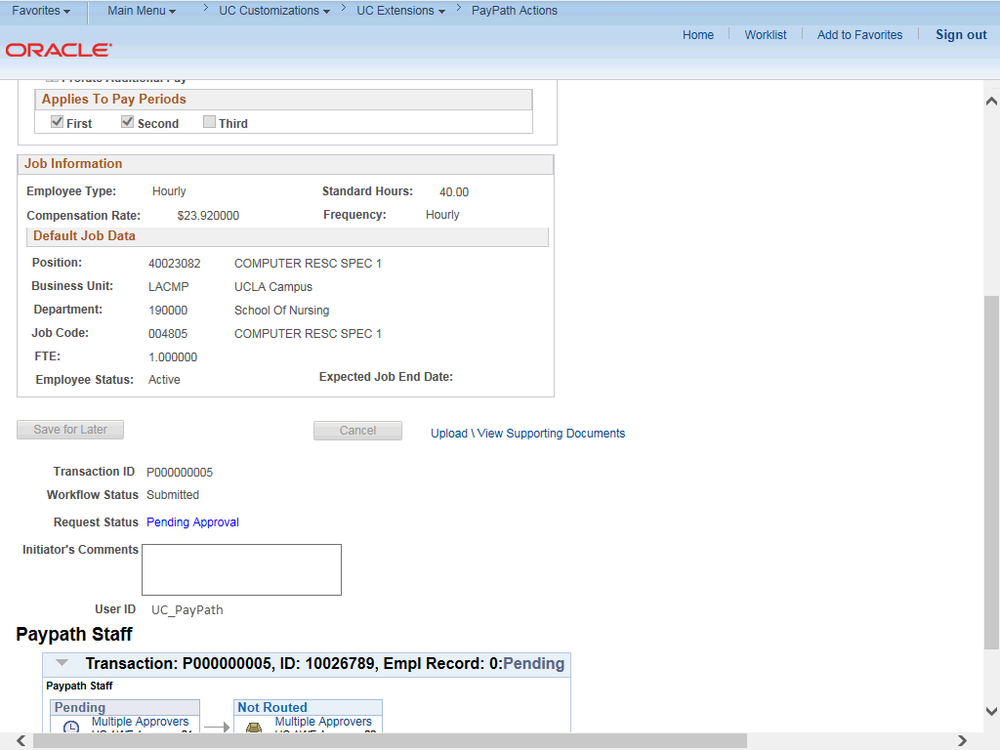 Favorites Main Menu > UC Customizations > UC Extensions > PayPath Actions
Home Worklist Add to Favorites Sign out
ORACLE
Prorate Additional Pay
Applies To Pay Periods
First Second Third
Job Information
Employee Type: Hourly Standard Hours: 40.00
Compensation Rate: $23.920000 Frequency: Hourly
Default Job Data
Position: 40023082 COMPUTER RESC SPEC 1
Business Unit: LACMP UCLA Campus
Department: 190000 School Of Nursing
Job Code: 004805 COMPUTER RESC SPEC 1
FTE: 1.000000
Employee Status: Active Expected Job End Date:
Save for Later Cancel Upload \ View Supporting Documents
Transaction ID P000000005
Workflow Status Submitted
Request Status Pending Approval
Initiator's Comments
User ID UC_PayPath
Paypath Staff
Transaction: P000000005, ID: 10026789, Empl Record: 0:Pending
Paypath Staff
Pending Not Routed
Multiple Approvers Multiple Approvers